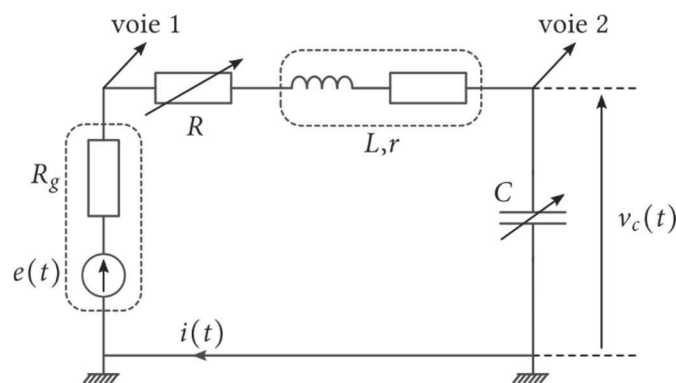 voie 1
voie 2
R
L,r
R_g
C
v_c(t)
e(t)
i(t)